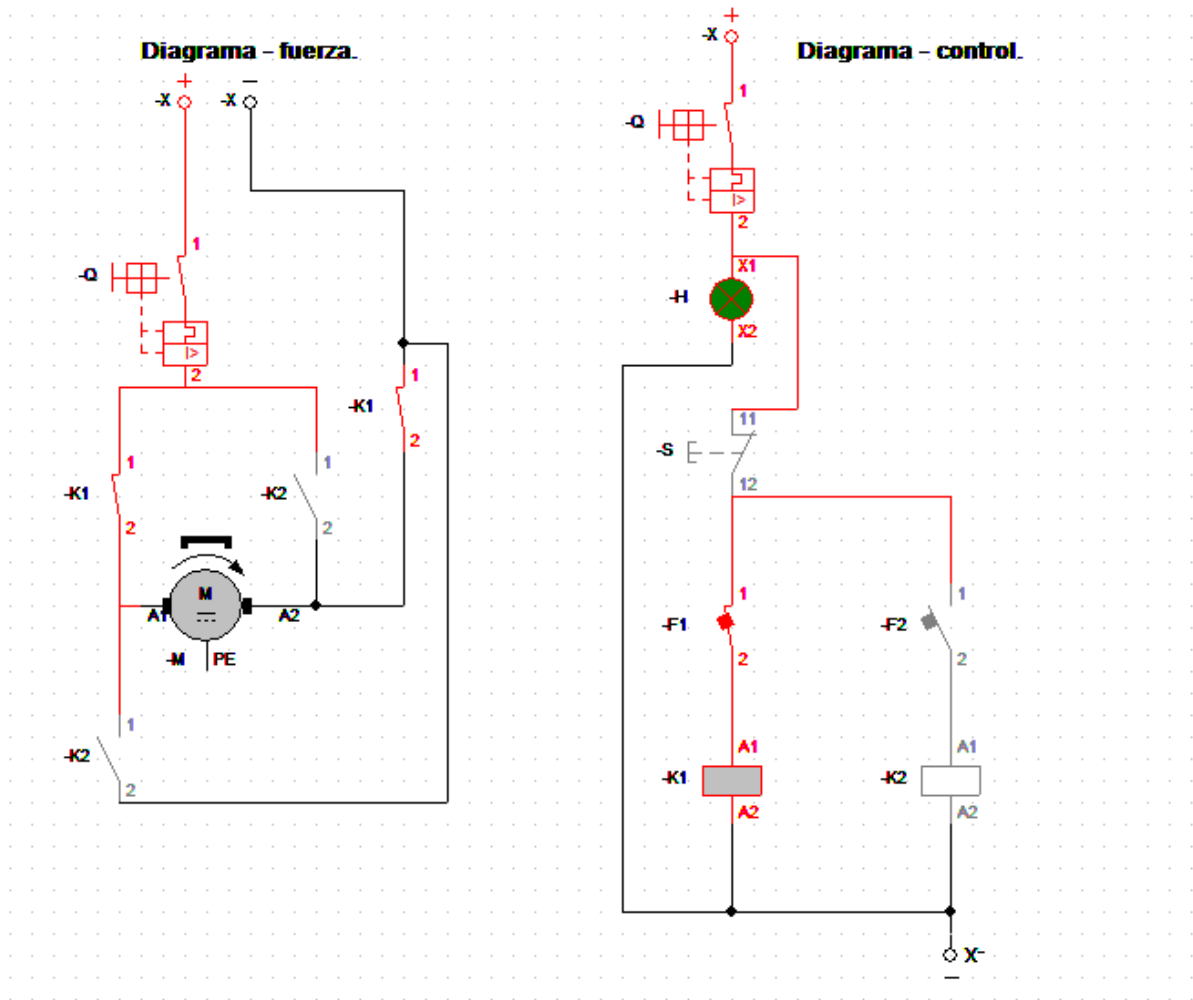 Diagrama - fuerza.
+
−
-X
-X
1
-Q
|>
2
1
-K1
2
1
-K1
2
1
-K2
2
M
A1
A2
-M
PE
1
-K2
2
+
-X
Diagrama - control.
1
-Q
|>
2
X1
-H
X2
11
-S
12
1
-F1
2
1
-F2
2
A1
-K1
A2
A1
-K2
A2
X-
−